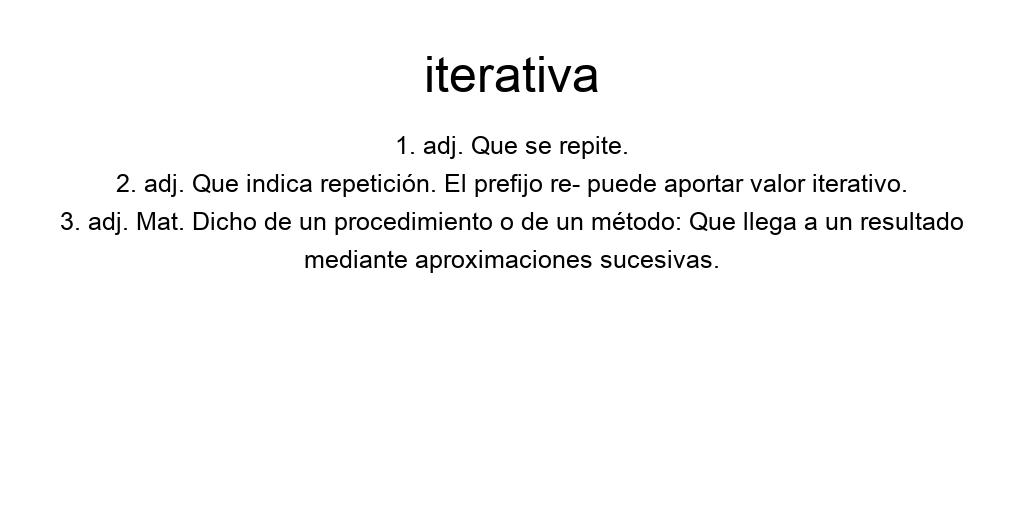 iterativa
1. adj. Que se repite.
2. adj. Que indica repetición. El prefijo re- puede aportar valor iterativo.
3. adj. Mat. Dicho de un procedimiento o de un método: Que llega a un resultado
mediante aproximaciones sucesivas.